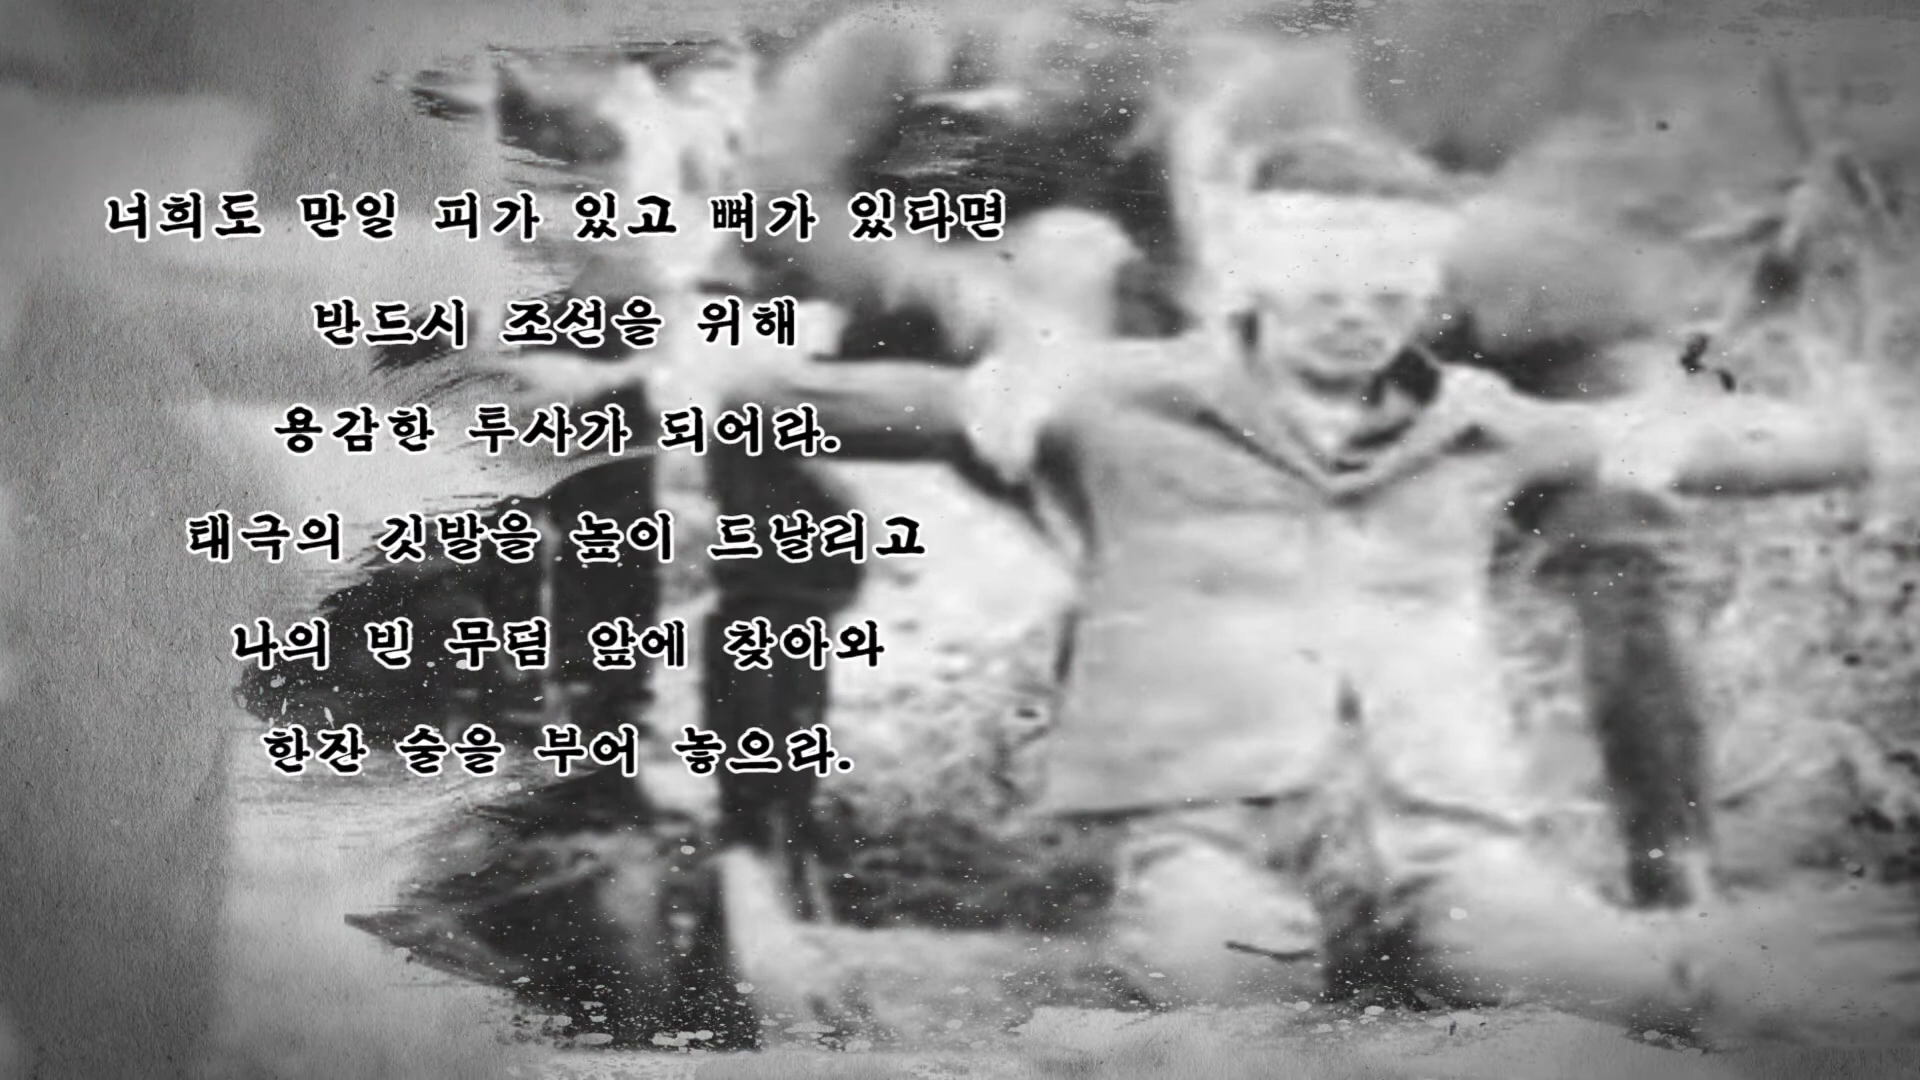 너희도 만일 피가 있고 뼈가 있다면
반드시 조선을 위해
용감한 투사가 되어라.
태극의 깃발을 높이 드날리고
나의 빈 무덤 앞에 찾아와
한잔 술을 부어 놓으라.